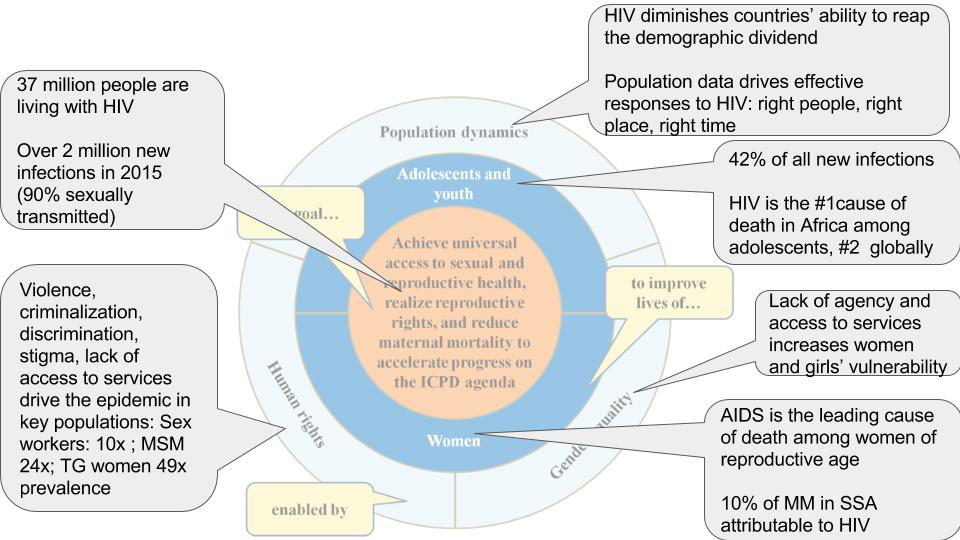 HIV diminishes countries’ ability to reap
the demographic dividend
Population data drives effective
responses to HIV: right people, right
place, right time
37 million people are
living with HIV
Over 2 million new
infections in 2015
(90% sexually
transmitted)
Population dynamics
42% of all new infections
HIV is the #1cause of
death in Africa among
adolescents, #2 globally
Adolescents and
youth
goal…
Achieve universal
access to sexual and
reproductive health,
realize reproductive
rights, and reduce
maternal mortality to
accelerate progress on
the ICPD agenda
to improve
lives of…
Violence,
criminalization,
discrimination,
stigma, lack of
access to services
drive the epidemic in
key populations: Sex
workers: 10x ; MSM
24x; TG women 49x
prevalence
Lack of agency and
access to services
increases women
and girls’ vulnerability
Human rights
Women
AIDS is the leading cause
of death among women of
reproductive age
10% of MM in SSA
attributable to HIV
enabled by